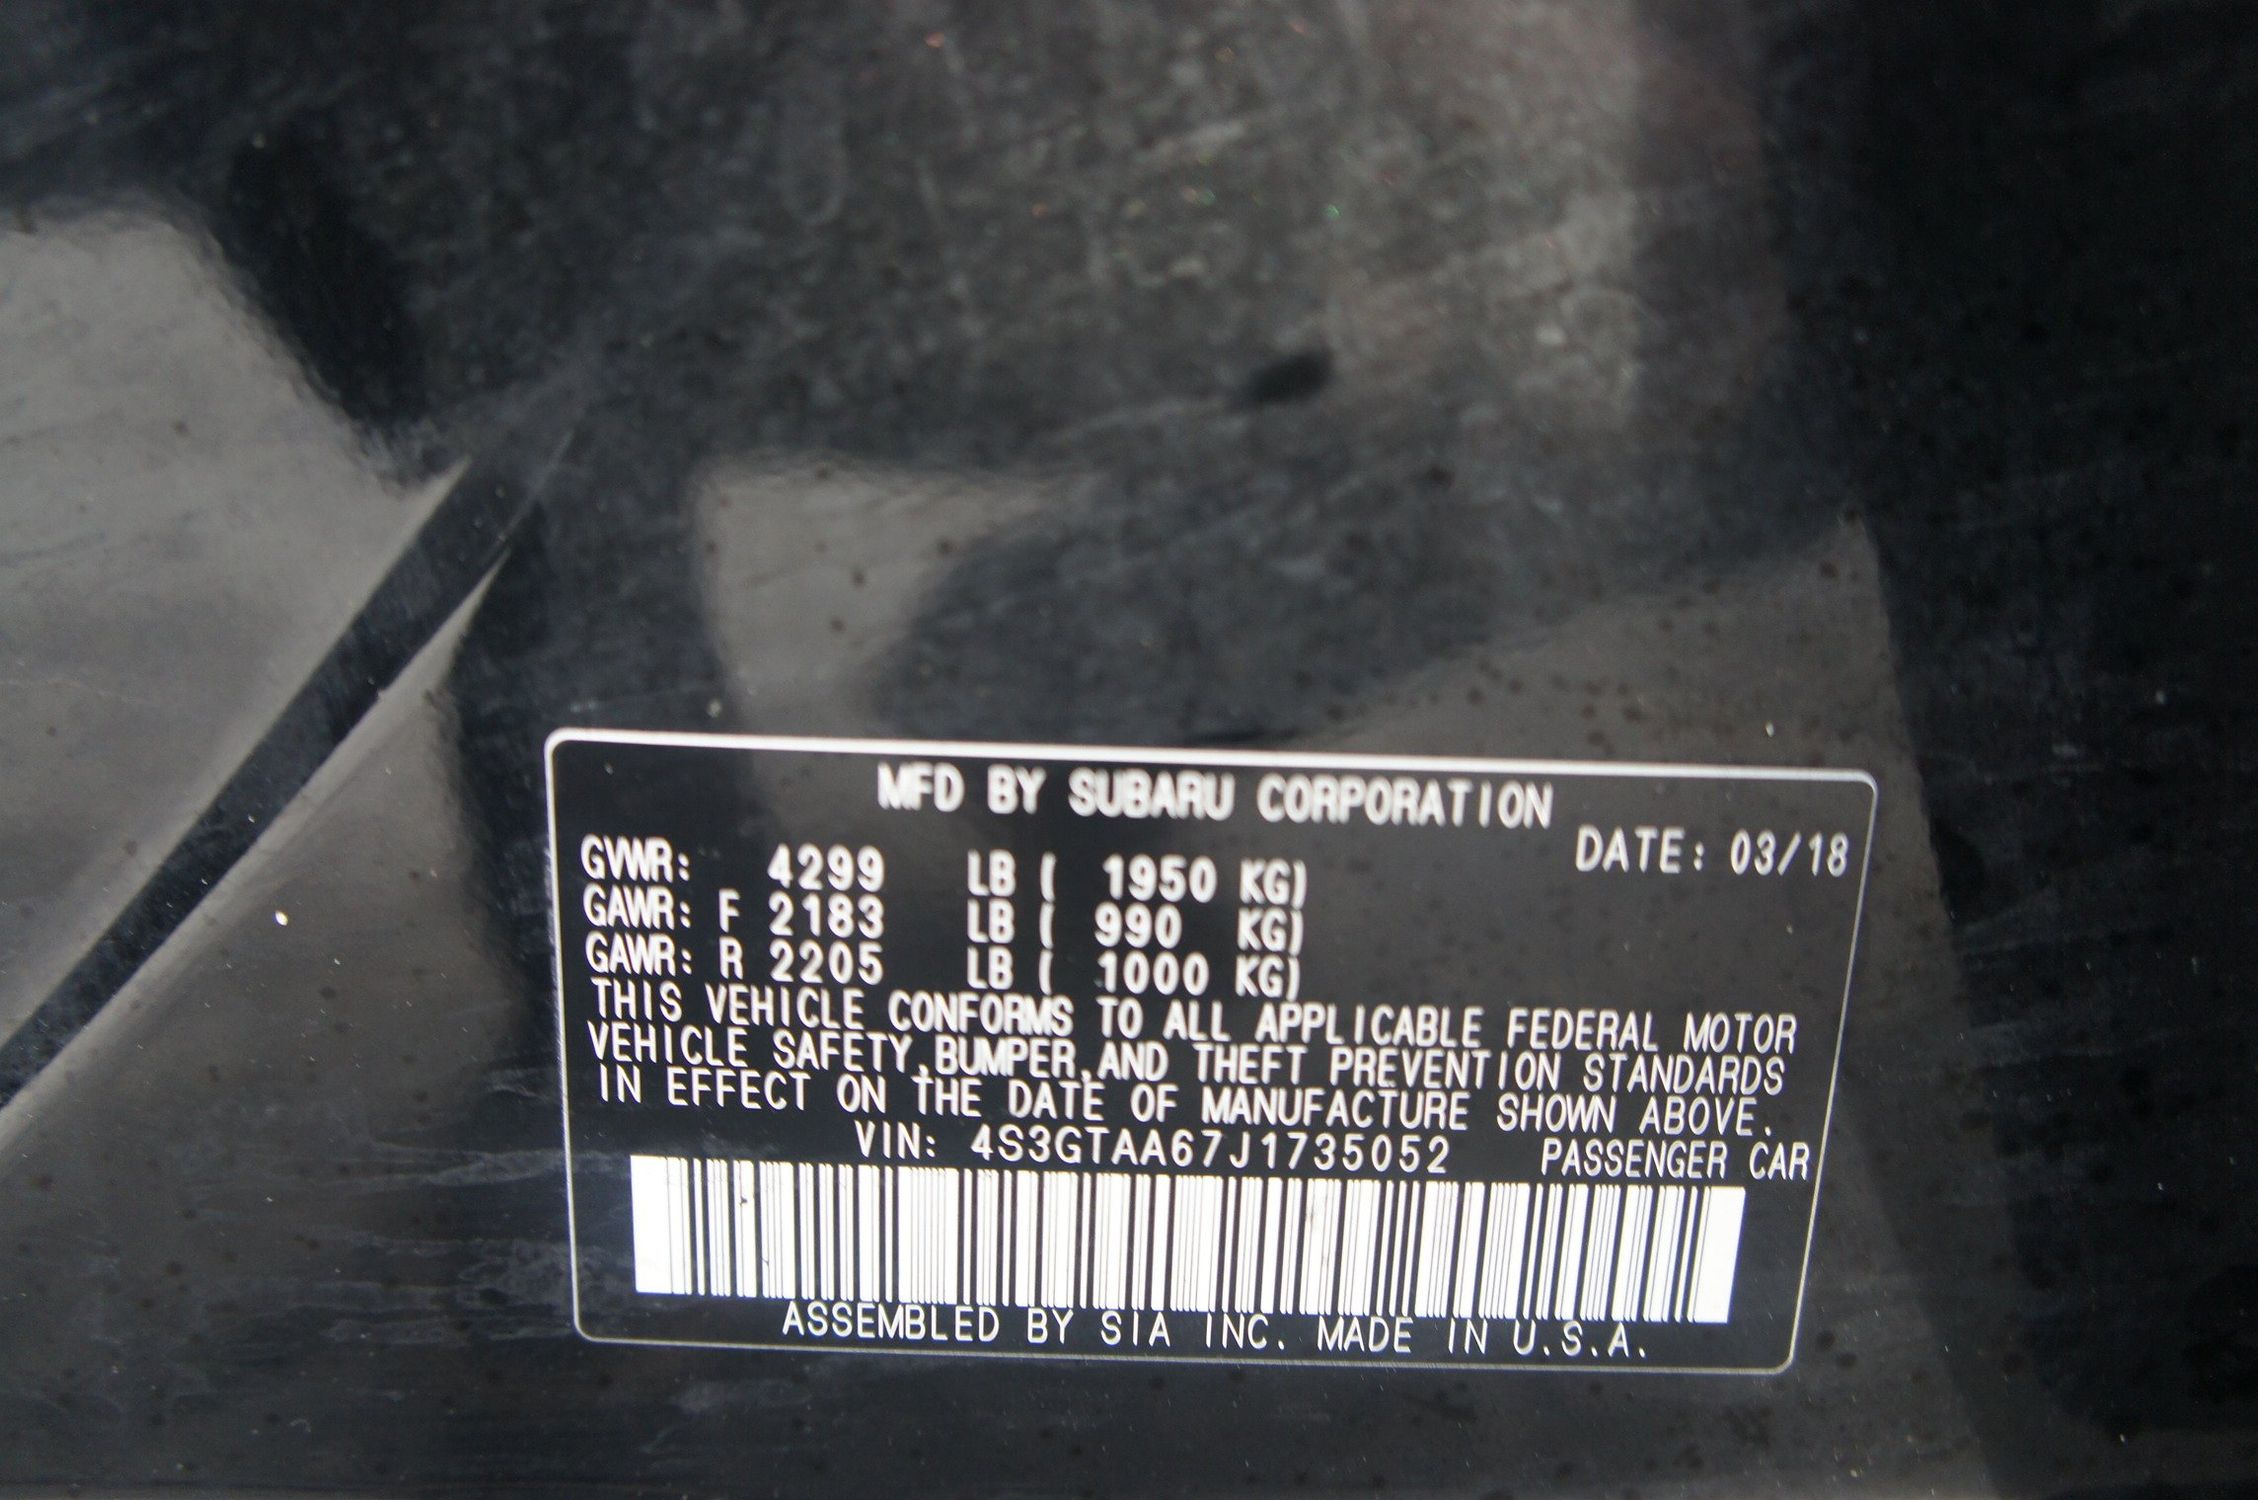 MFD BY SUBARU CORPORATION
DATE: 03/18
GVWR: 4299 LB ( 1950 KG)
GAWR: F 2183 LB ( 990 KG)
GAWR: R 2205 LB ( 1000 KG)
THIS VEHICLE CONFORMS TO ALL APPLICABLE FEDERAL MOTOR
VEHICLE SAFETY,BUMPER,AND THEFT PREVENTION STANDARDS
IN EFFECT ON THE DATE OF MANUFACTURE SHOWN ABOVE.
VIN: 4S3GTAA67J1735052 PASSENGER CAR
ASSEMBLED BY SIA INC. MADE IN U.S.A.